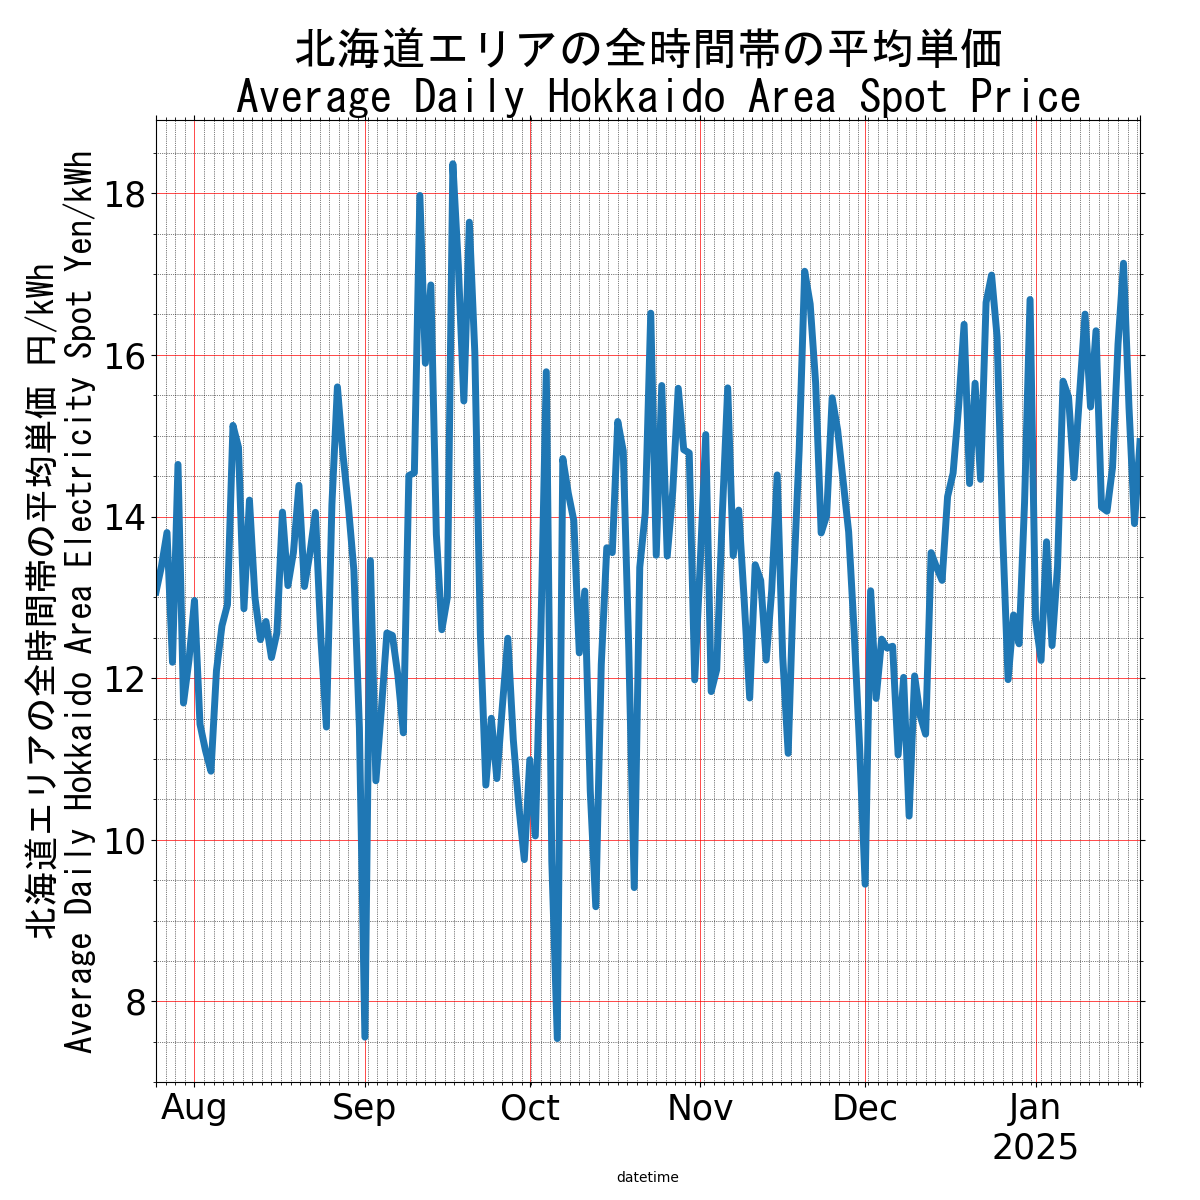 北海道エリアの全時間帯の平均単価
Average Daily Hokkaido Area Spot Price
北海道エリアの全時間帯の平均単価 円/kWh
Average Daily Hokkaido Area Electricity Spot Yen/kWh
18
16
14
12
10
8
Aug Sep Oct Nov Dec Jan
2025
datetime